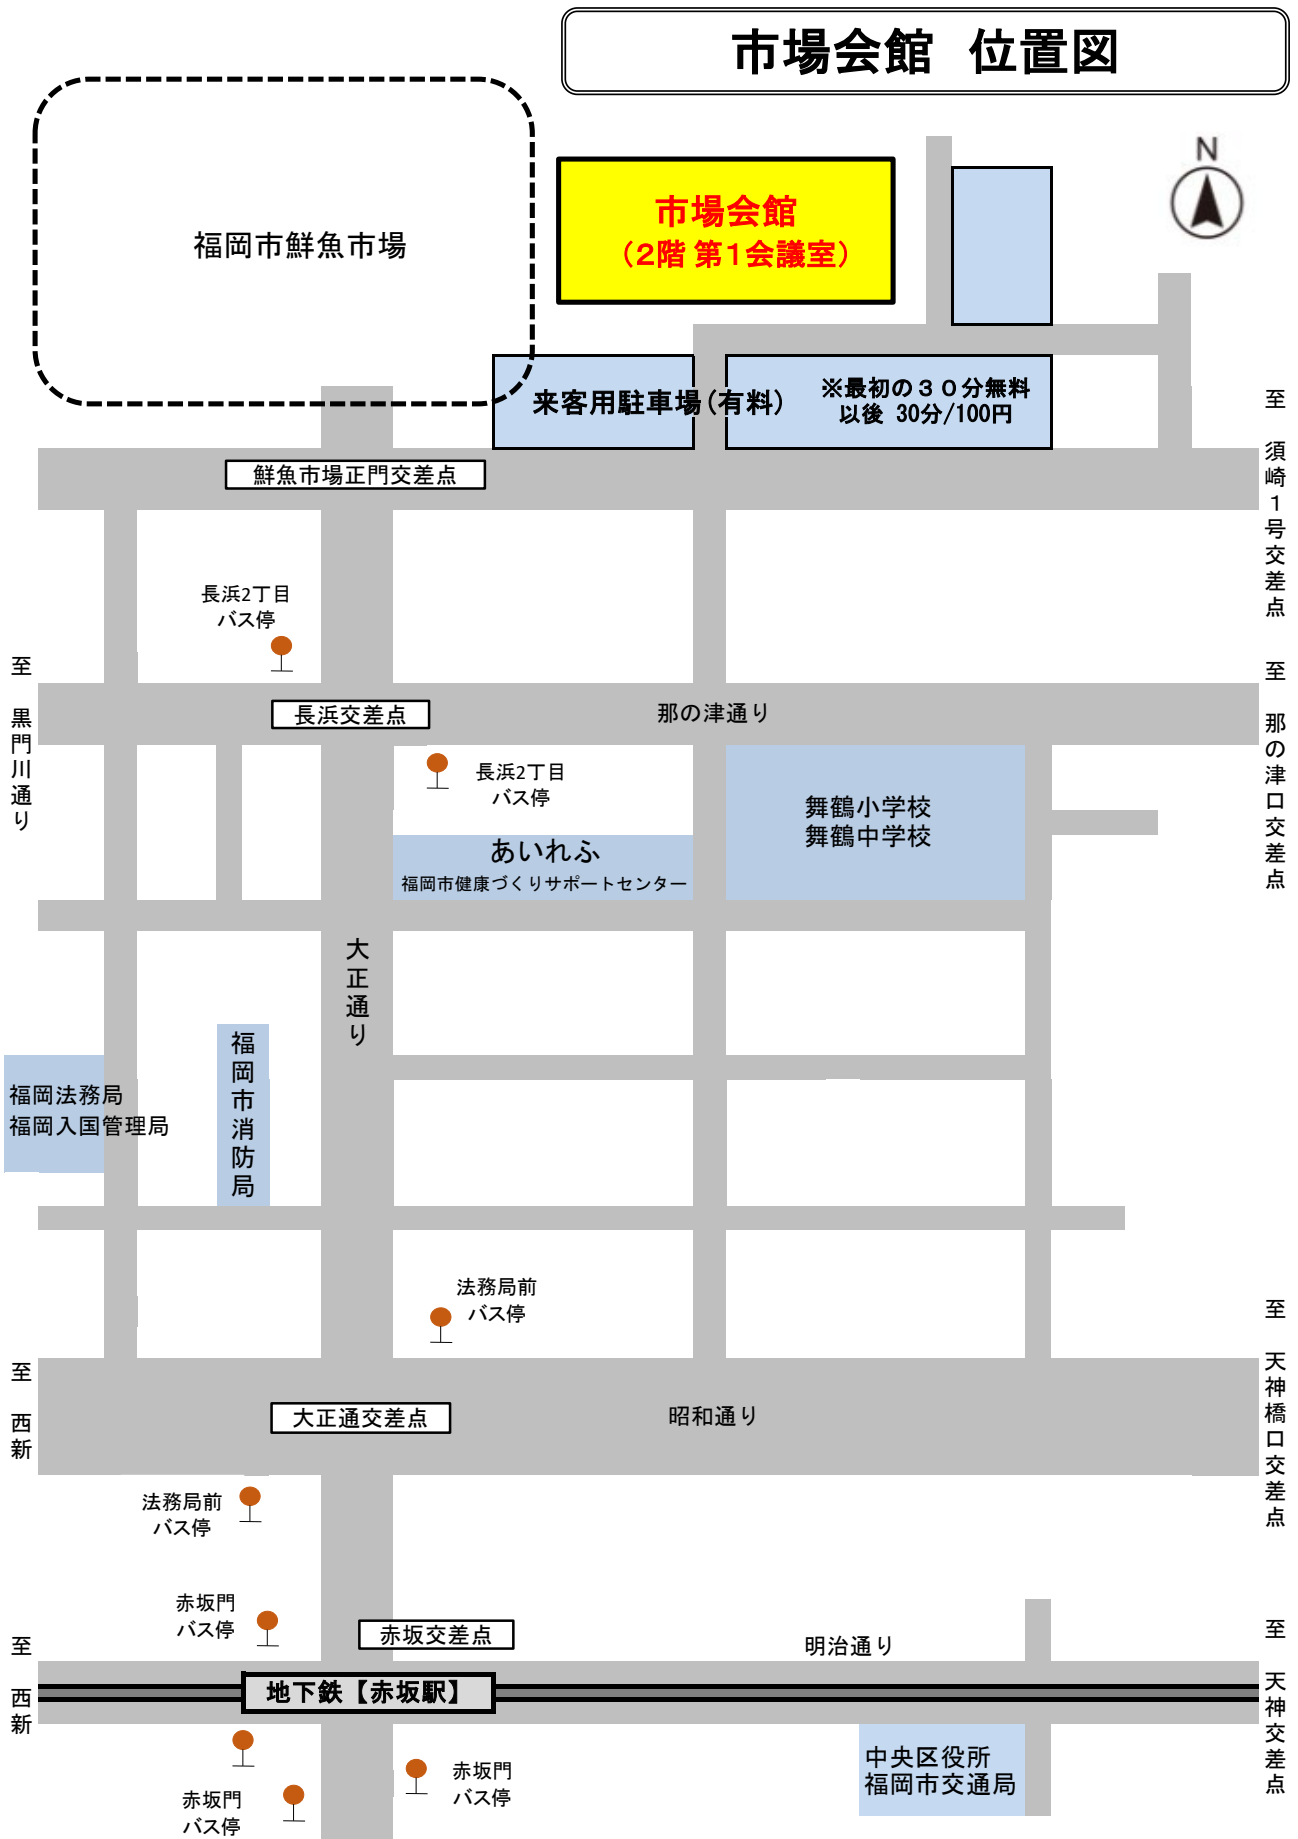 市場会館 位置図
N
福岡市鮮魚市場
市場会館
（2階 第1会議室）
来客用駐車場（有料）
※最初の３０分無料
以後 30分/100円
至 須崎１号交差点
鮮魚市場正門交差点
長浜2丁目
バス停
至 黒門川通り
長浜交差点
那の津通り
至 那の津口交差点
長浜2丁目
バス停
舞鶴小学校
舞鶴中学校
あいれふ
福岡市健康づくりサポートセンター
大正通り
福岡市消防局
福岡法務局
福岡入国管理局
法務局前
バス停
至 西新
大正通交差点
昭和通り
至 天神橋口交差点
法務局前
バス停
赤坂門
バス停
赤坂交差点
明治通り
至 西新
地下鉄【赤坂駅】
至 天神交差点
中央区役所
福岡市交通局
赤坂門
バス停
赤坂門
バス停